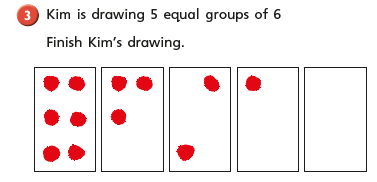 3 Kim is drawing 5 equal groups of 6
Finish Kim's drawing.